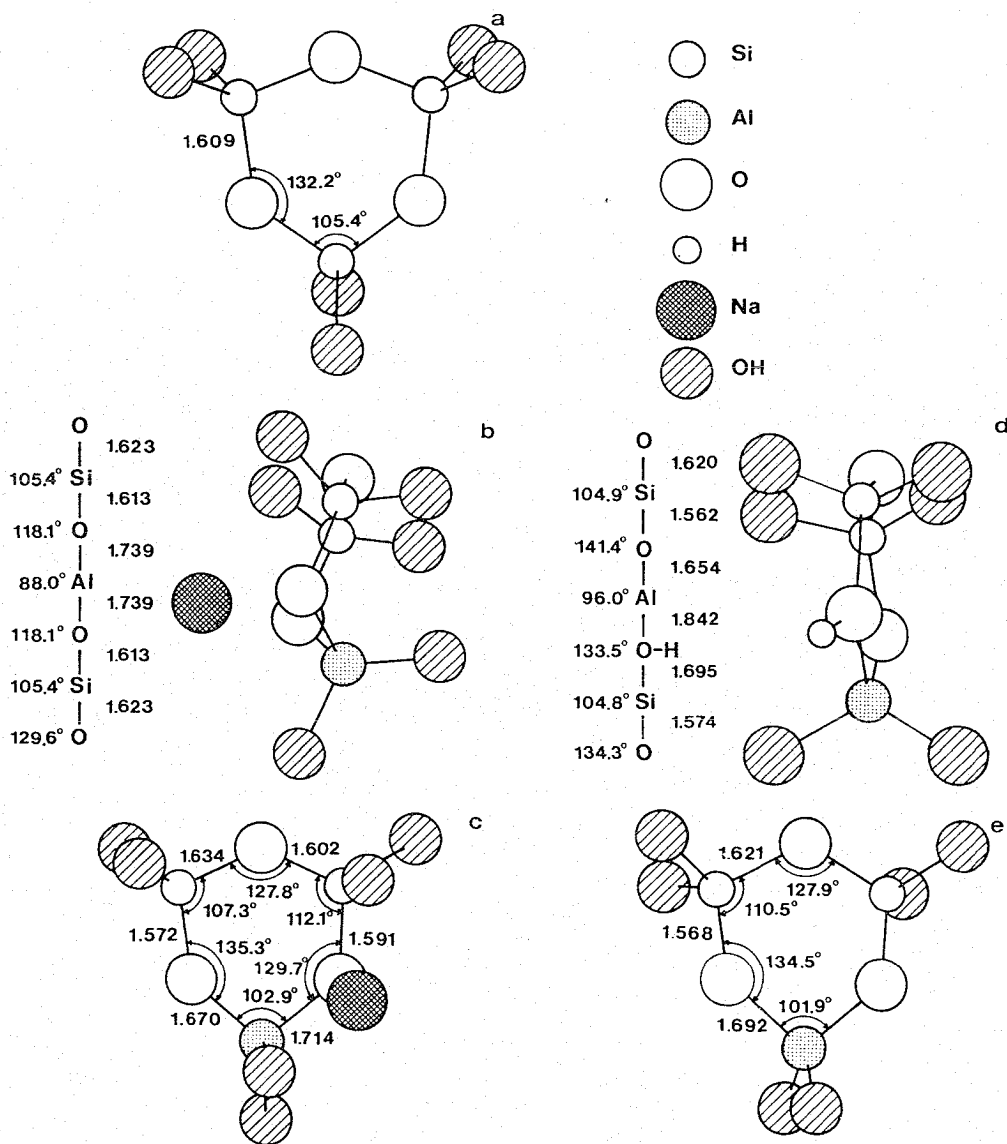 a
1.609
132.2°
105.4°
Si
Al
O
H
Na
OH
b
O
1.623
105.4° Si
1.613
118.1° O
1.739
88.0° Al
1.739
118.1° O
1.613
105.4° Si
1.623
129.6° O
d
O
1.620
104.9° Si
1.562
141.4° O
1.654
96.0° Al
1.842
133.5° O-H
1.695
104.8° Si
1.574
134.3° O
c
1.634
1.602
127.8°
107.3°
112.1°
1.572
135.3°
1.591
129.7°
102.9°
1.670
1.714
e
1.621
127.9°
110.5°
1.568
134.5°
101.9°
1.692